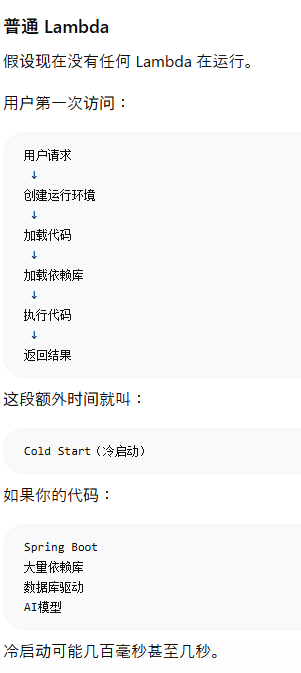 普通 Lambda
假设现在没有任何 Lambda 在运行。
用户第一次访问：
用户请求
↓
创建运行环境
↓
加载代码
↓
加载依赖库
↓
执行代码
↓
返回结果
这段额外时间就叫：
Cold Start（冷启动）
如果你的代码：
Spring Boot
大量依赖库
数据库驱动
AI模型
冷启动可能几百毫秒甚至几秒。